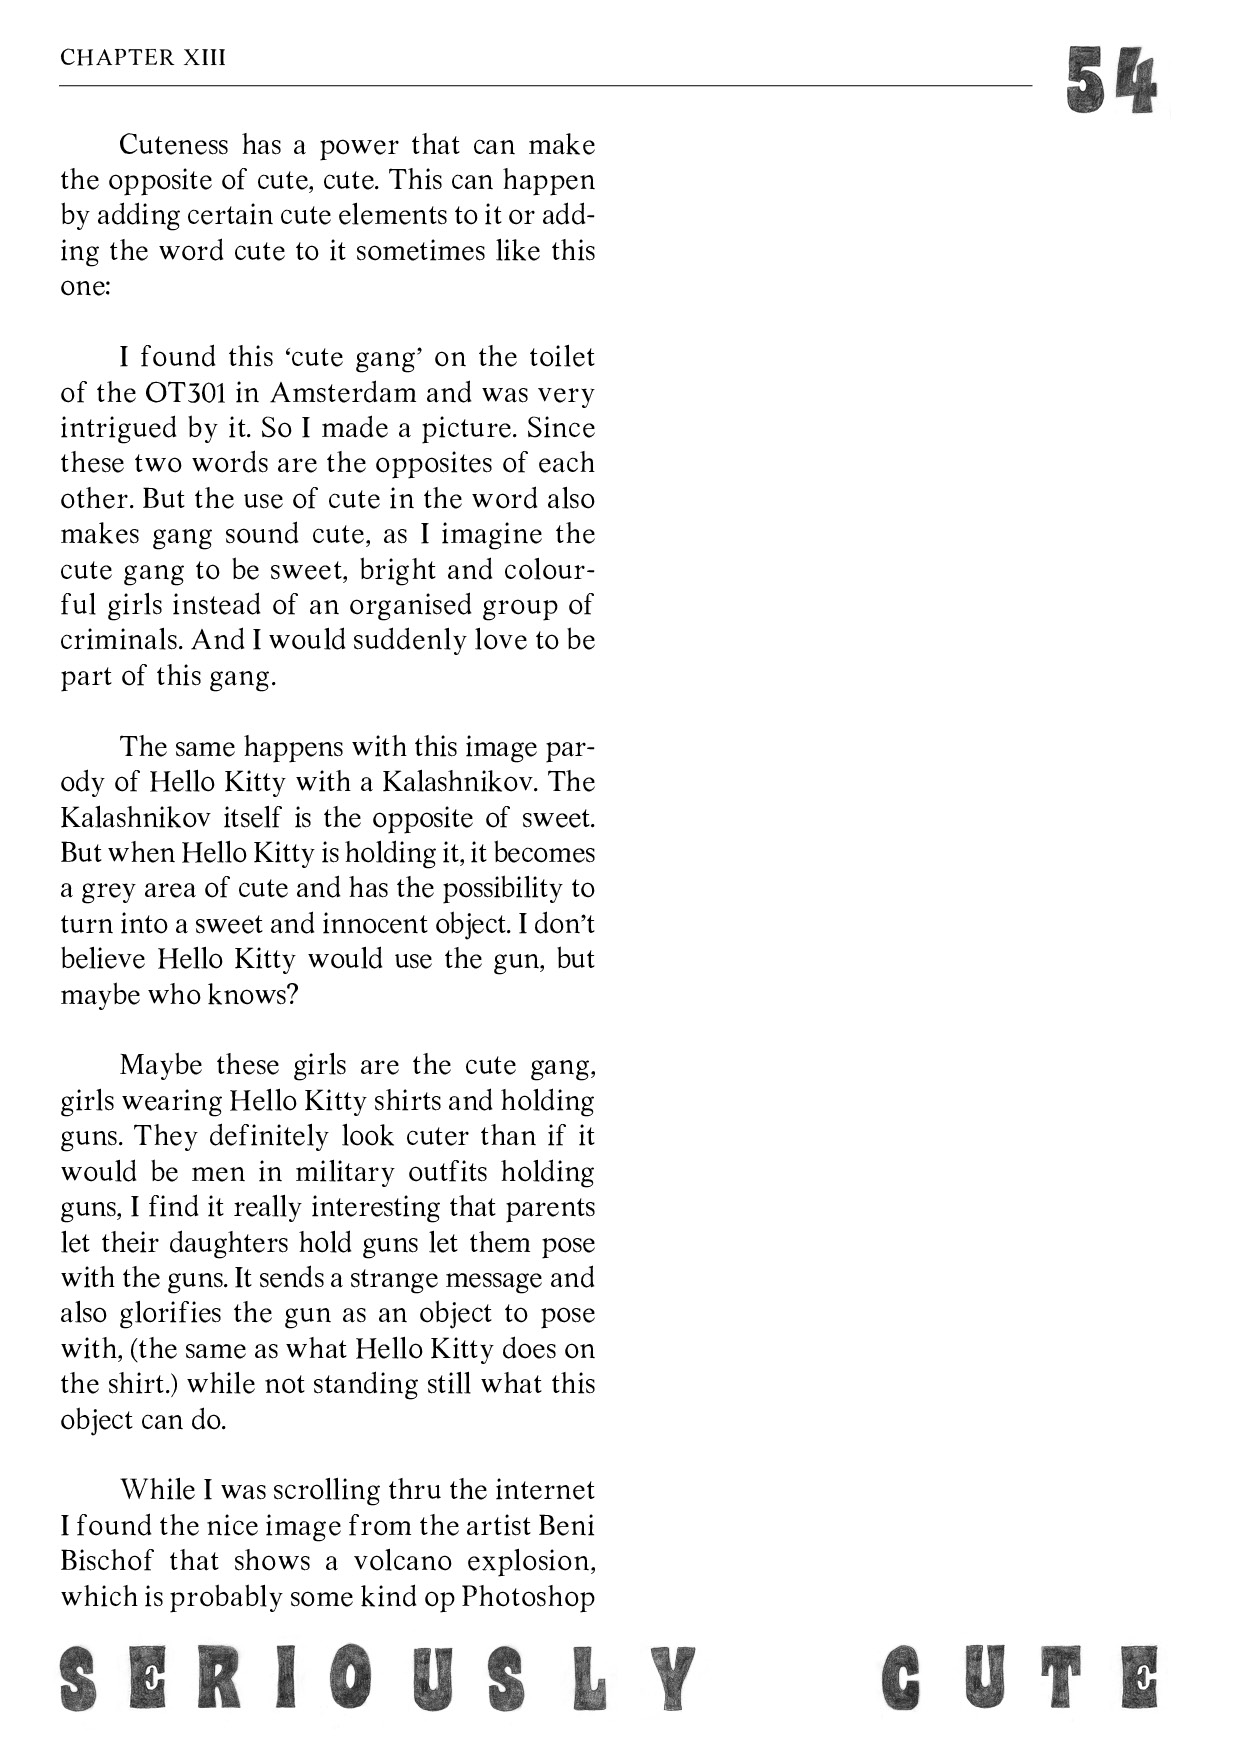 CHAPTER XIII
54
Cuteness has a power that can make
the opposite of cute, cute. This can happen
by adding certain cute elements to it or add-
ing the word cute to it sometimes like this
one:
I found this ‘cute gang’ on the toilet
of the OT301 in Amsterdam and was very
intrigued by it. So I made a picture. Since
these two words are the opposites of each
other. But the use of cute in the word also
makes gang sound cute, as I imagine the
cute gang to be sweet, bright and colour-
ful girls instead of an organised group of
criminals. And I would suddenly love to be
part of this gang.
The same happens with this image par-
ody of Hello Kitty with a Kalashnikov. The
Kalashnikov itself is the opposite of sweet.
But when Hello Kitty is holding it, it becomes
a grey area of cute and has the possibility to
turn into a sweet and innocent object. I don’t
believe Hello Kitty would use the gun, but
maybe who knows?
Maybe these girls are the cute gang,
girls wearing Hello Kitty shirts and holding
guns. They definitely look cuter than if it
would be men in military outfits holding
guns, I find it really interesting that parents
let their daughters hold guns let them pose
with the guns. It sends a strange message and
also glorifies the gun as an object to pose
with, (the same as what Hello Kitty does on
the shirt.) while not standing still what this
object can do.
While I was scrolling thru the internet
I found the nice image from the artist Beni
Bischof that shows a volcano explosion,
which is probably some kind op Photoshop
SERIOUSLY CUTE